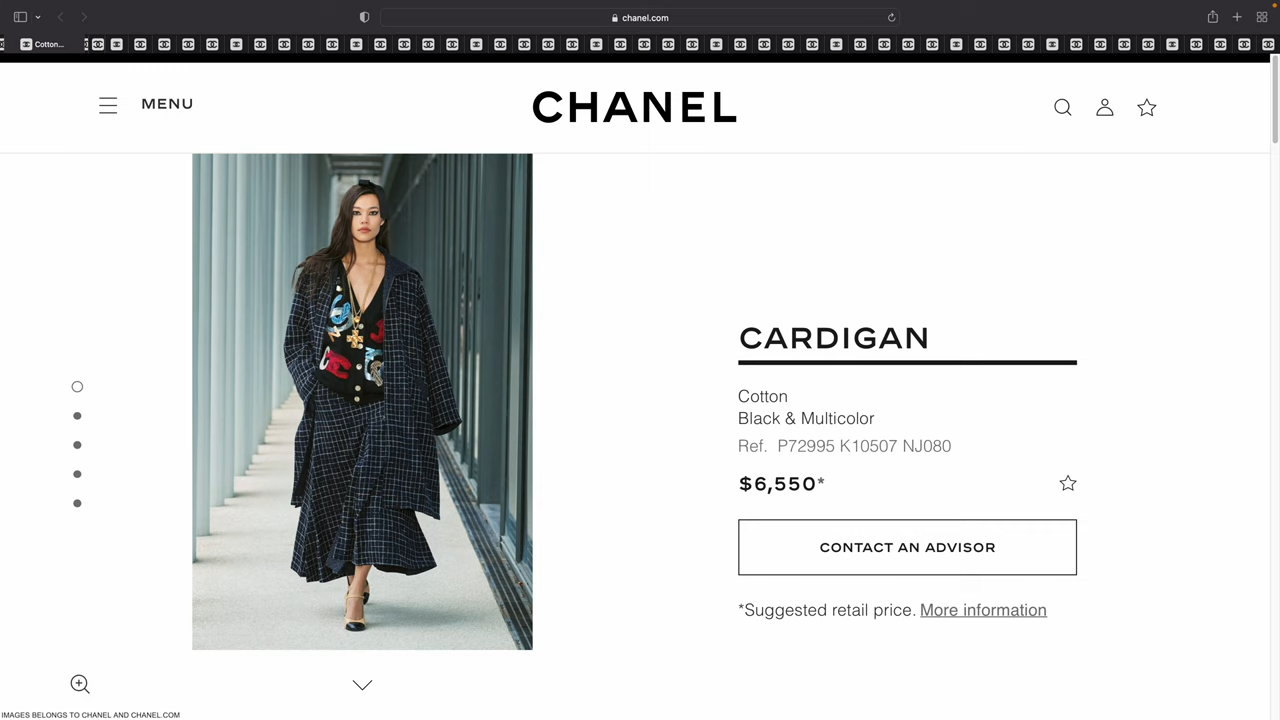 chanel.com
Cotton...
MENU
CHANEL
CARDIGAN
Cotton
Black & Multicolor
Ref. P72995 K10507 NJ080
$6,550*
CONTACT AN ADVISOR
*Suggested retail price. More information
IMAGES BELONGS TO CHANEL AND CHANEL.COM